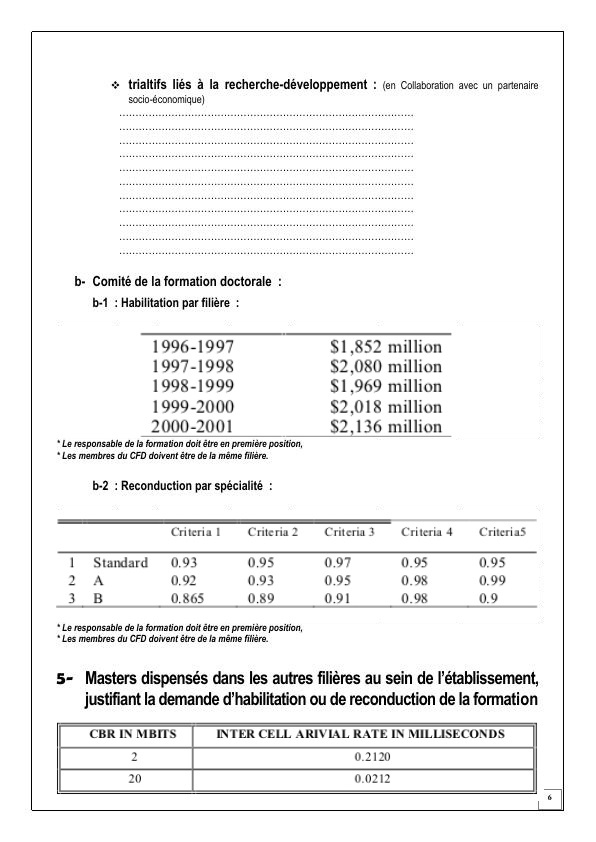 ❖ trialtifs liés à la recherche-développement : (en Collaboration avec un partenaire
socio-économique)
……………………………………………………………………………
……………………………………………………………………………
……………………………………………………………………………
……………………………………………………………………………
……………………………………………………………………………
……………………………………………………………………………
……………………………………………………………………………
……………………………………………………………………………
……………………………………………………………………………
……………………………………………………………………………
……………………………………………………………………………
b- Comité de la formation doctorale :
b-1 : Habilitation par filière :
1996-1997 $1,852 million
1997-1998 $2,080 million
1998-1999 $1,969 million
1999-2000 $2,018 million
2000-2001 $2,136 million
* Le responsable de la formation doit être en première position,
* Les membres du CFD doivent être de la même filière.
b-2 : Reconduction par spécialité :
Criteria 1 Criteria 2 Criteria 3 Criteria 4 Criteria5
1 Standard 0.93 0.95 0.97 0.95 0.95
2 A 0.92 0.93 0.95 0.98 0.99
3 B 0.865 0.89 0.91 0.98 0.9
* Le responsable de la formation doit être en première position,
* Les membres du CFD doivent être de la même filière.
5- Masters dispensés dans les autres filières au sein de l’établissement,
justifiant la demande d’habilitation ou de reconduction de la formation
CBR IN MBITS INTER CELL ARIVIAL RATE IN MILLISECONDS
2 0.2120
20 0.0212
6